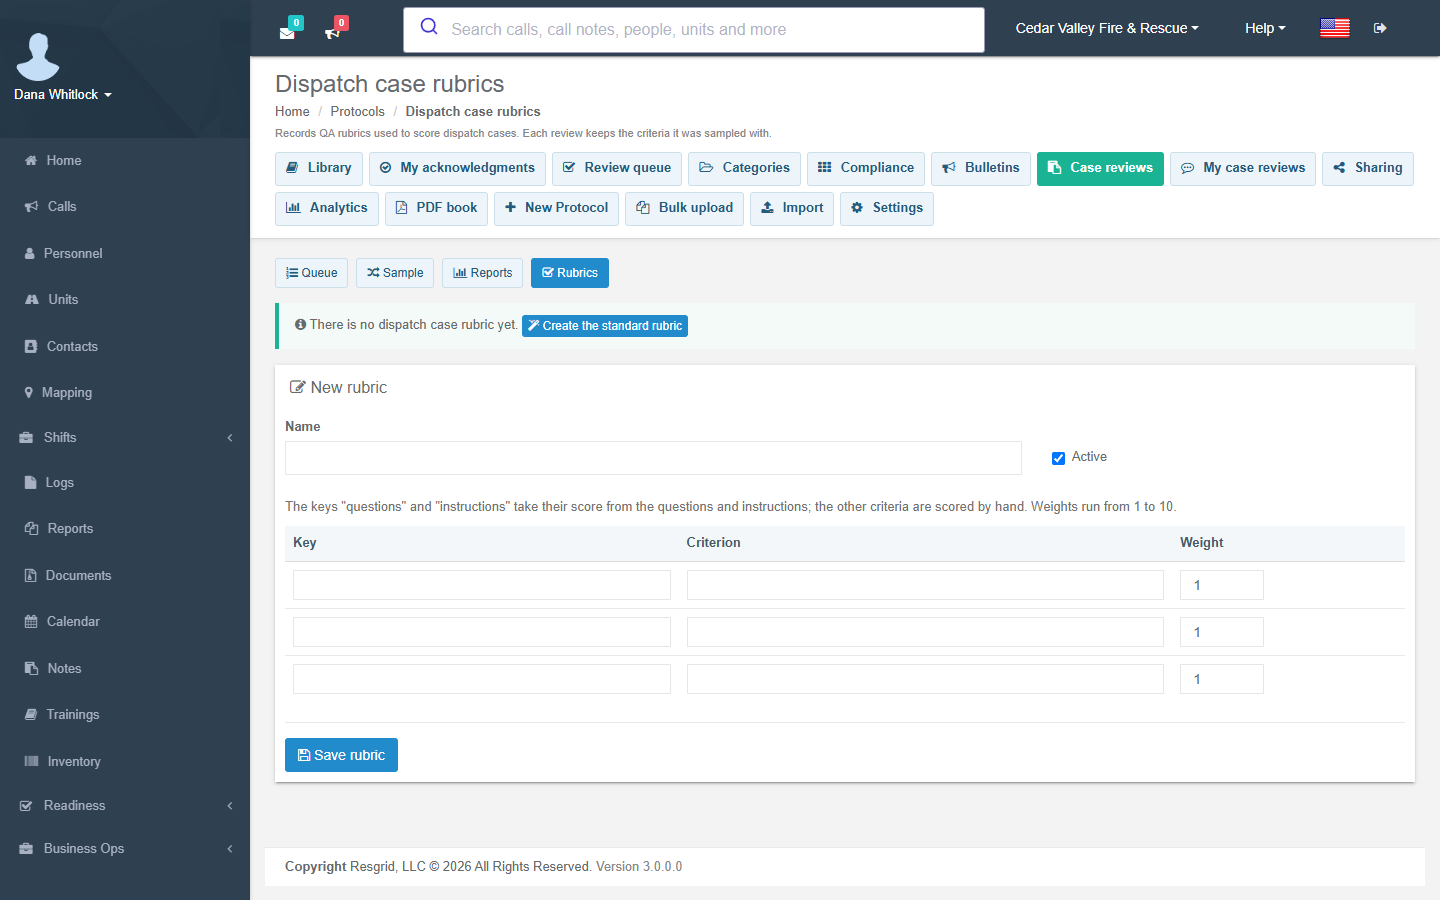 0
0
Search calls, call notes, people, units and more
Cedar Valley Fire & Rescue
Help
Dana Whitlock
Home
Calls
Personnel
Units
Contacts
Mapping
Shifts
Logs
Reports
Documents
Calendar
Notes
Trainings
Inventory
Readiness
Business Ops
Dispatch case rubrics
Home / Protocols / Dispatch case rubrics
Records QA rubrics used to score dispatch cases. Each review keeps the criteria it was sampled with.
Library My acknowledgments Review queue Categories Compliance Bulletins Case reviews My case reviews Sharing
Analytics PDF book New Protocol Bulk upload Import Settings
Queue Sample Reports Rubrics
There is no dispatch case rubric yet. Create the standard rubric
New rubric
Name
Active
The keys "questions" and "instructions" take their score from the questions and instructions; the other criteria are scored by hand. Weights run from 1 to 10.
Key Criterion Weight
1
1
1
Save rubric
Copyright Resgrid, LLC © 2026 All Rights Reserved. Version 3.0.0.0